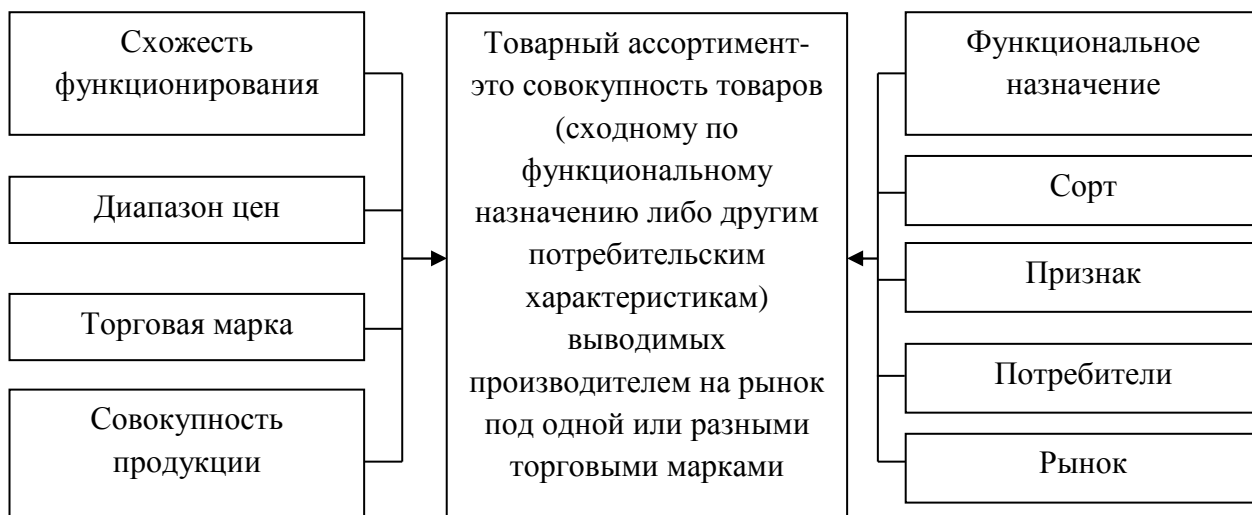 Схожесть
функционирования
Диапазон цен
Торговая марка
Совокупность
продукции
Товарный ассортимент-
это совокупность товаров
(сходному по
функциональному
назначению либо другим
потребительским
характеристикам)
выводимых
производителем на рынок
под одной или разными
торговыми марками
Функциональное
назначение
Сорт
Признак
Потребители
Рынок